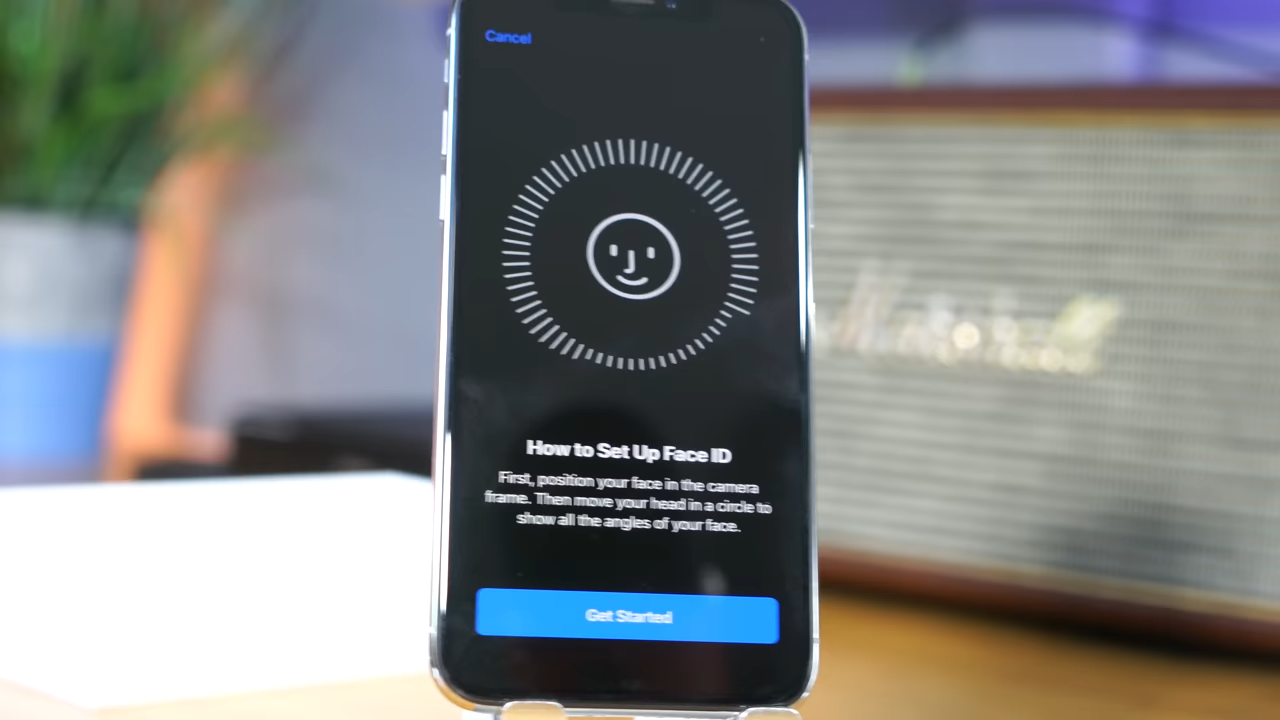 Cancel
How to Set Up Face ID
First, position your face in the camera
frame. Then move your head in a circle to
show all the angles of your face.
Get Started